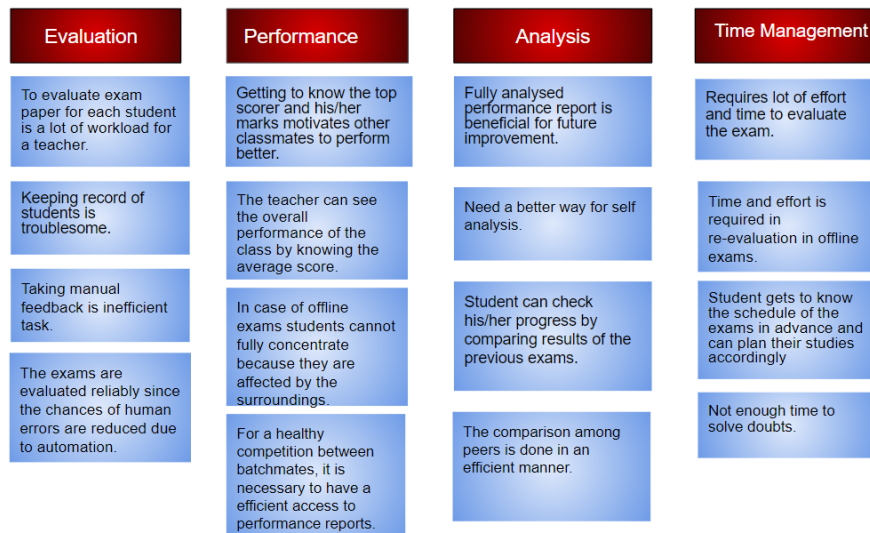 Evaluation
To evaluate exam
paper for each student
is a lot of workload for
a teacher.
Keeping record of
students is
troublesome.
Taking manual
feedback is inefficient
task.
The exams are
evaluated reliably since
the chances of human
errors are reduced due
to automation.
Performance
Getting to know the top
scorer and his/her
marks motivates other
classmates to perform
better.
The teacher can see
the overall
performance of the
class by knowing the
average score.
In case of offline
exams students cannot
fully concentrate
because they are
affected by the
surroundings.
For a healthy
competition between
batchmates, it is
necessary to have a
efficient access to
performance reports.
Analysis
Fully analysed
performance report is
beneficial for future
improvement.
Need a better way for self
analysis.
Student can check
his/her progress by
comparing results of the
previous exams.
The comparison among
peers is done in an
efficient manner.
Time Management
Requires lot of effort
and time to evaluate
the exam.
Time and effort is
required in
re-evaluation in offline
exams.
Student gets to know
the schedule of the
exams in advance and
can plan their studies
accordingly
Not enough time to
solve doubts.